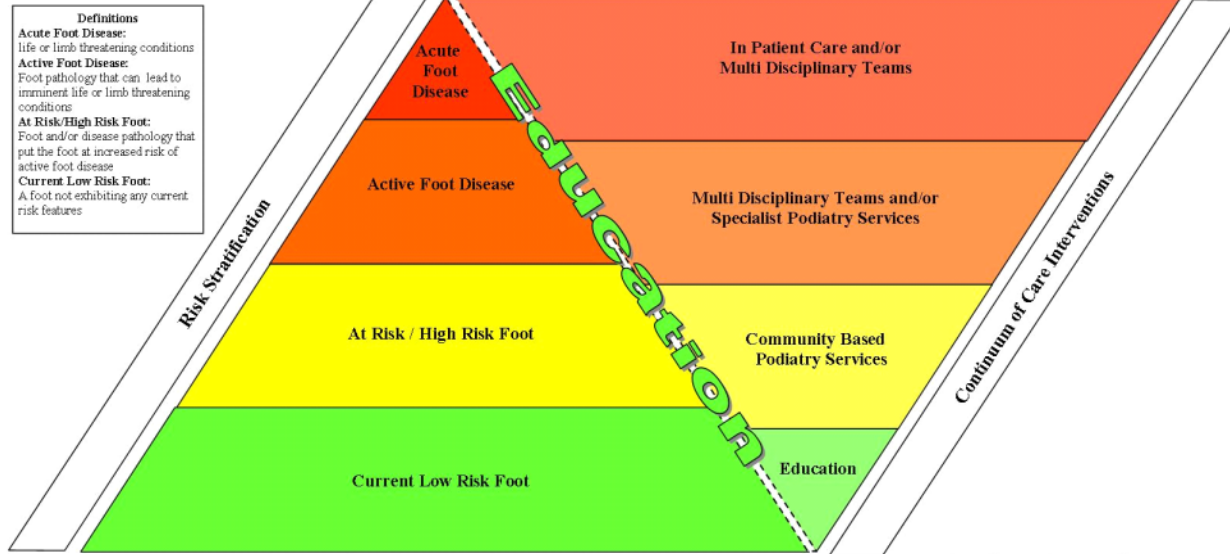 Definitions
Acute Foot Disease:
life or limb threatening conditions
Active Foot Disease:
Foot pathology that can lead to
imminent life or limb threatening
conditions
At Risk/High Risk Foot:
Foot and/or disease pathology that
put the foot at increased risk of
active foot disease
Current Low Risk Foot:
A foot not exhibiting any current
risk features
Risk Stratification
Acute
Foot
Disease
Active Foot Disease
At Risk / High Risk Foot
Current Low Risk Foot
Education
In Patient Care and/or
Multi Disciplinary Teams
Multi Disciplinary Teams and/or
Specialist Podiatry Services
Community Based
Podiatry Services
Education
Continuum of Care Interventions